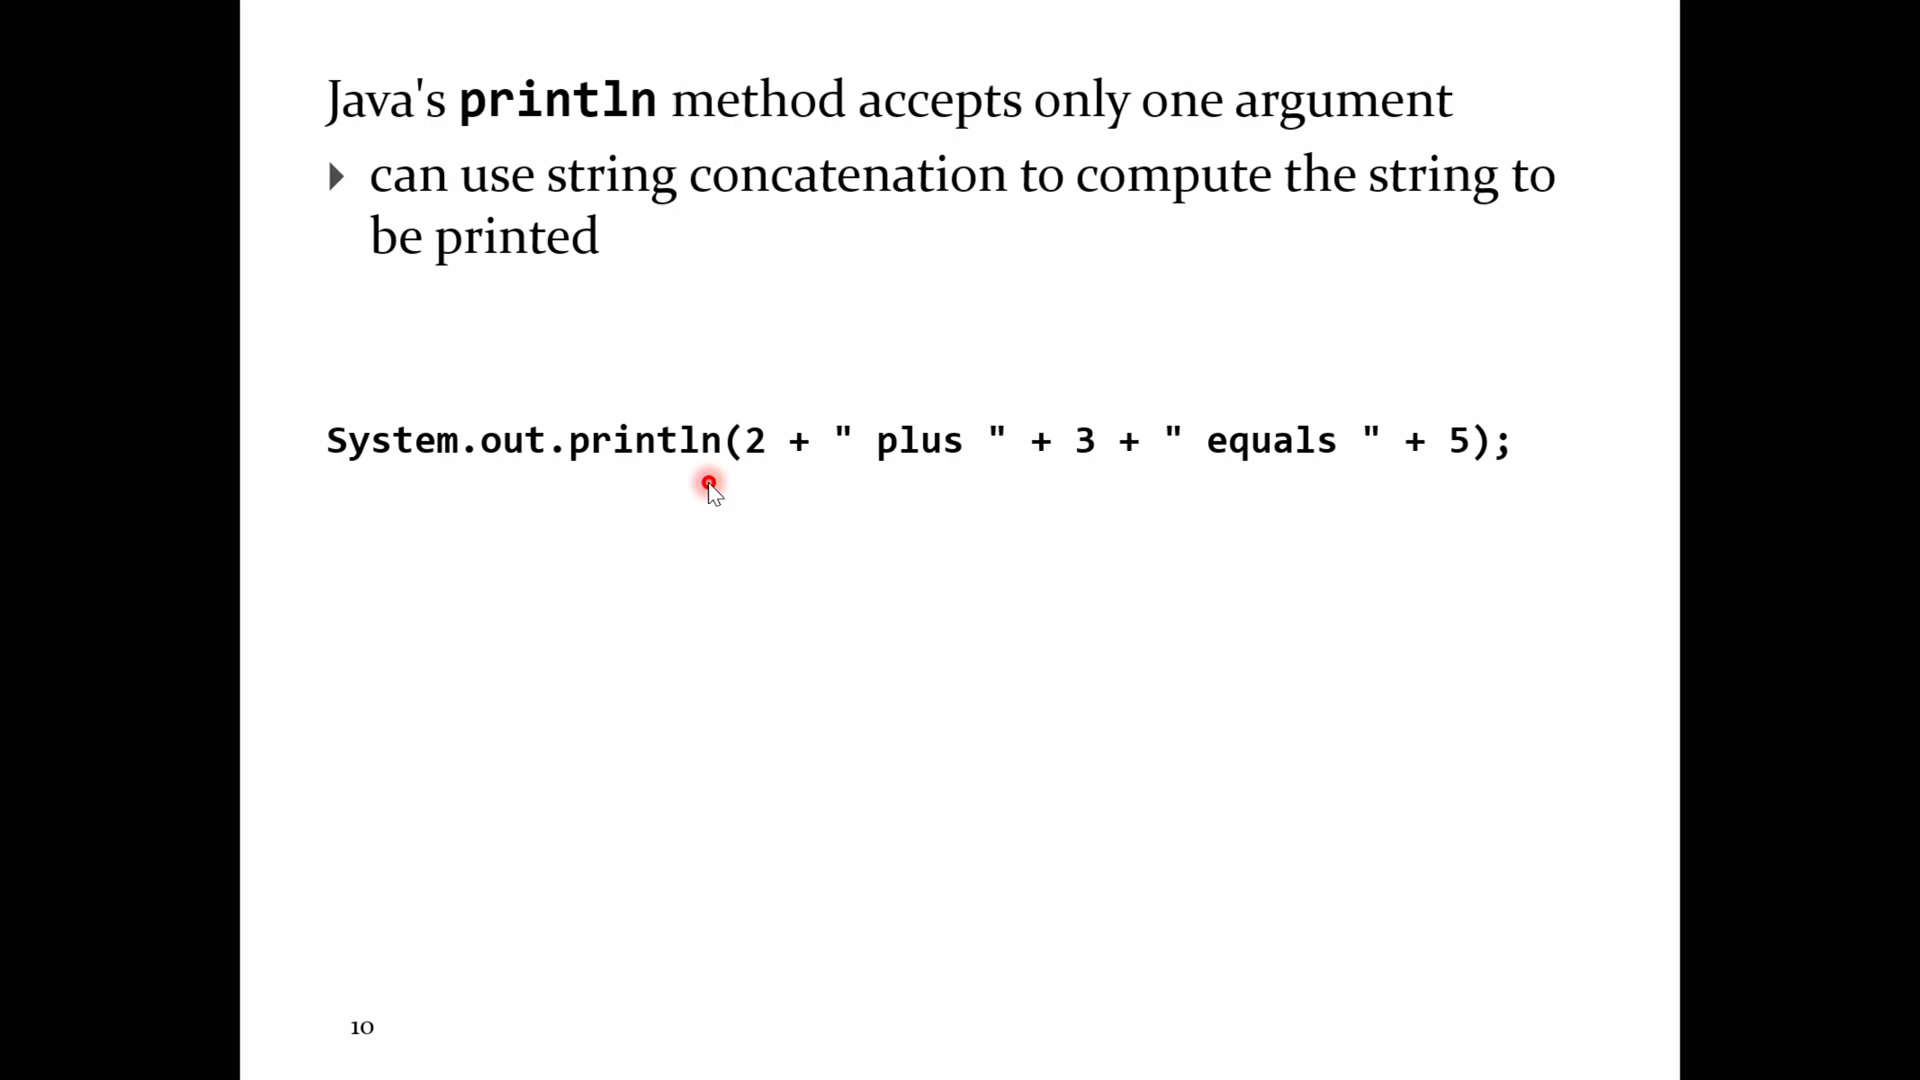 Java's println method accepts only one argument
can use string concatenation to compute the string to
be printed
System.out.println(2 + " plus " + 3 + " equals " + 5);
10